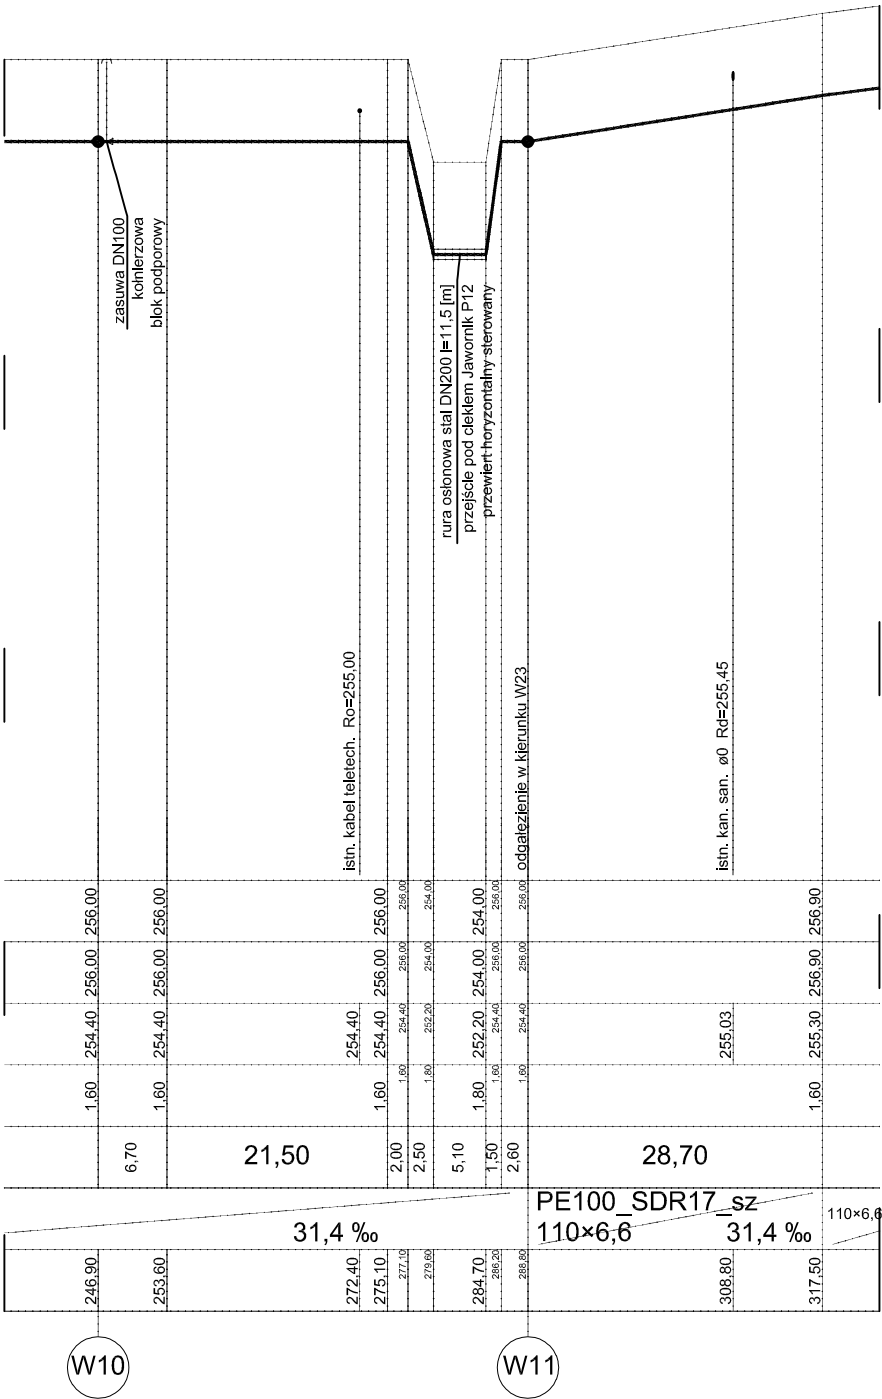 zasuwa DN100
kołnierzowa
blok podporowy
rura osłonowa stal DN200 l=11,5 [m]
przejście pod ciekiem Jawornik P12
przewiert horyzontalny sterowany
istn. kabel teletech. Ro=255,00
odgałęzienie w kierunku W23
istn. kan. san. ø0 Rd=255,45
256,00 256,00 256,00 256,00 254,00 254,00 256,00 256,00 256,90
256,00 256,00 256,00 256,00 254,00 254,00 256,00 256,00 256,90
254,40 254,40 254,40 254,40 254,40 252,20 252,20 254,40 254,40 255,03 255,30
1,60 1,60 1,60 1,60 1,80 1,80 1,60 1,60 1,60
6,70 21,50 2,00 2,50 5,10 1,50 2,60 28,70
PE100_SDR17_sz
31,4 ‰ 110×6,6 31,4 ‰ 110×6,6
246,90 253,60 272,40 275,10 277,10 279,60 284,70 286,20 288,80 308,80 317,50
W10 W11